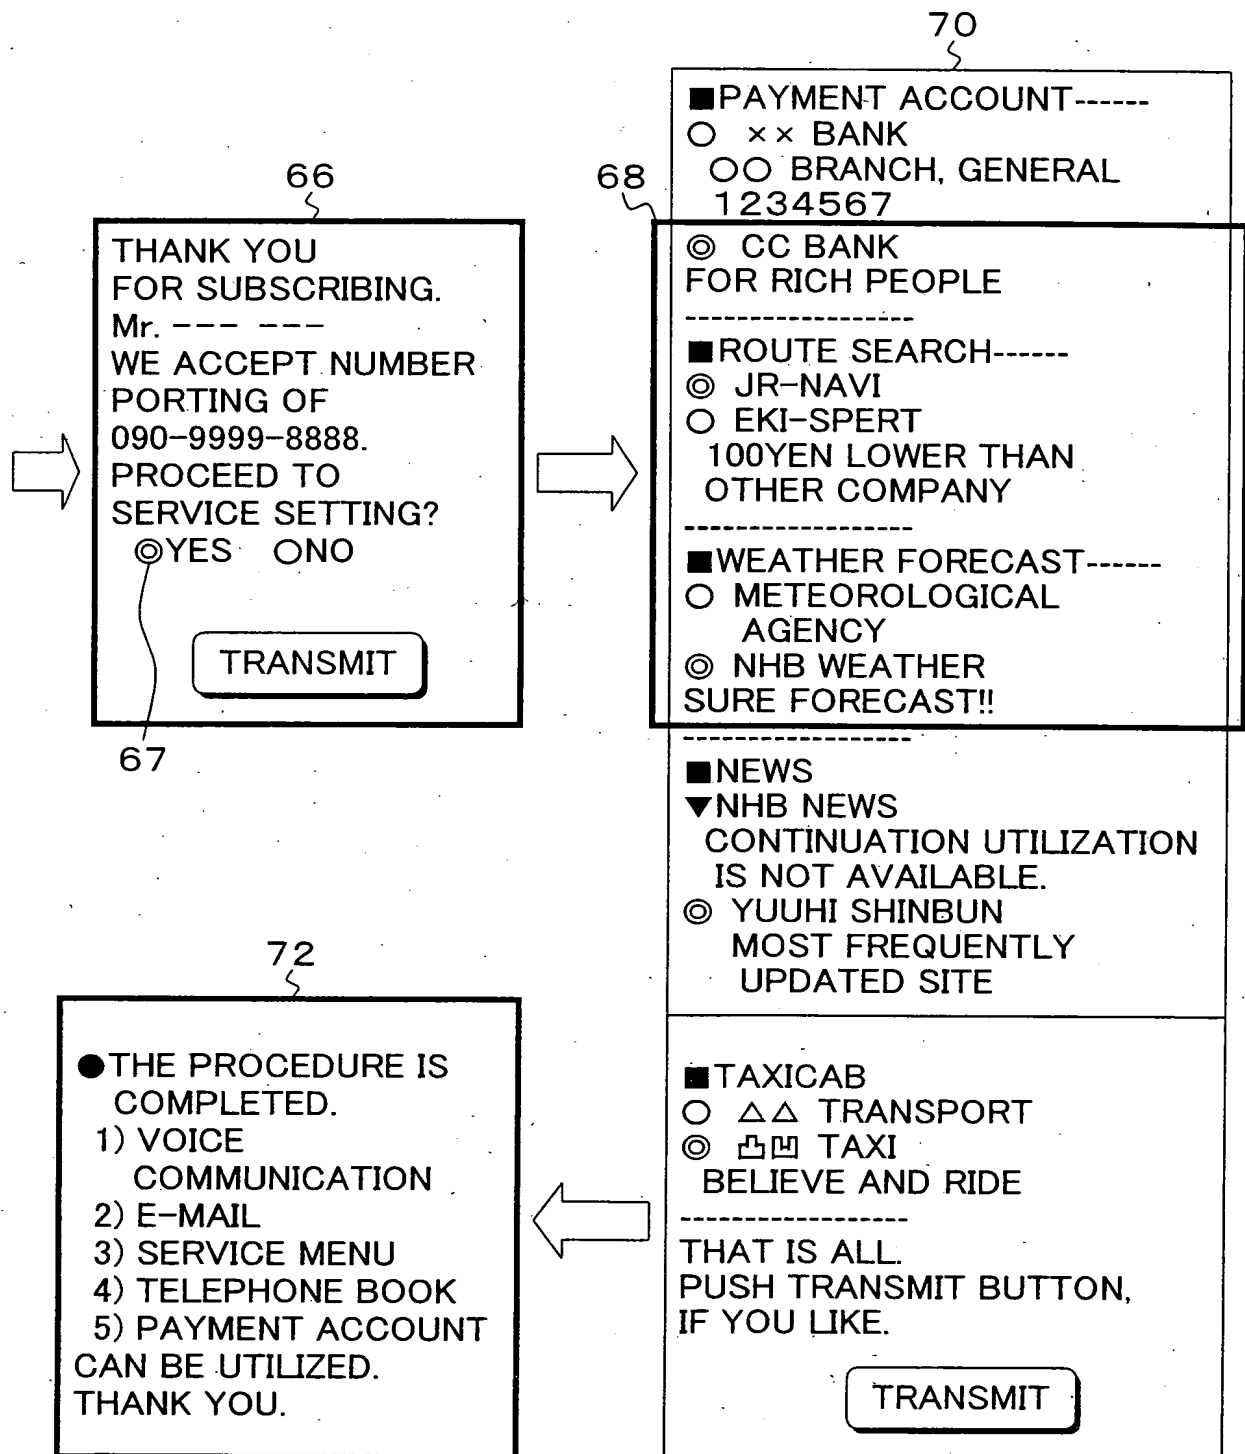 66
THANK YOU
FOR SUBSCRIBING.
Mr. --- ---
WE ACCEPT NUMBER
PORTING OF
090-9999-8888.
PROCEED TO
SERVICE SETTING?
◎YES ○NO
TRANSMIT
67
70
68
■PAYMENT ACCOUNT------
○ ×× BANK
○○ BRANCH, GENERAL
1234567
◎ CC BANK
FOR RICH PEOPLE
------------------
■ROUTE SEARCH------
◎ JR-NAVI
○ EKI-SPERT
100YEN LOWER THAN
OTHER COMPANY
------------------
■WEATHER FORECAST------
○ METEOROLOGICAL
AGENCY
◎ NHB WEATHER
SURE FORECAST!!
------------------
■NEWS
▼NHB NEWS
CONTINUATION UTILIZATION
IS NOT AVAILABLE.
◎ YUUHI SHINBUN
MOST FREQUENTLY
UPDATED SITE
■TAXICAB
○ △△ TRANSPORT
◎ 凸凹 TAXI
BELIEVE AND RIDE
------------------
THAT IS ALL.
PUSH TRANSMIT BUTTON,
IF YOU LIKE.
TRANSMIT
72
●THE PROCEDURE IS
COMPLETED.
1) VOICE
COMMUNICATION
2) E-MAIL
3) SERVICE MENU
4) TELEPHONE BOOK
5) PAYMENT ACCOUNT
CAN BE UTILIZED.
THANK YOU.